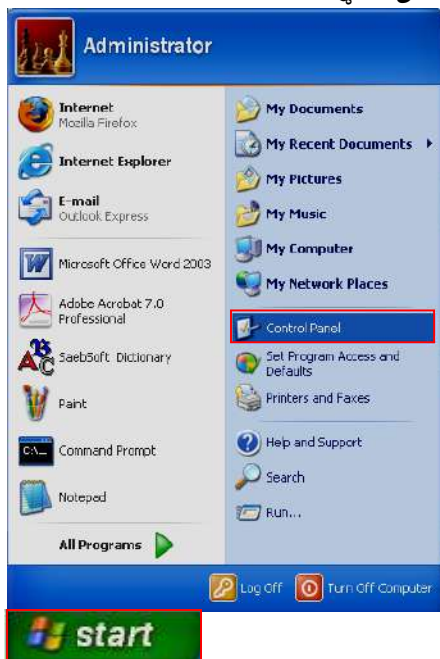 Administrator
Internet
Mozilla Firefox
Internet Explorer
E-mail
Outlook Express
Microsoft Office Word 2003
Adobe Acrobat 7.0
Professional
SaebSoft Dictionary
Paint
Command Prompt
Notepad
All Programs
My Documents
My Recent Documents
My Pictures
My Music
My Computer
My Network Places
Control Panel
Set Program Access and
Defaults
Printers and Faxes
Help and Support
Search
Run...
Log Off
Turn Off Computer
start